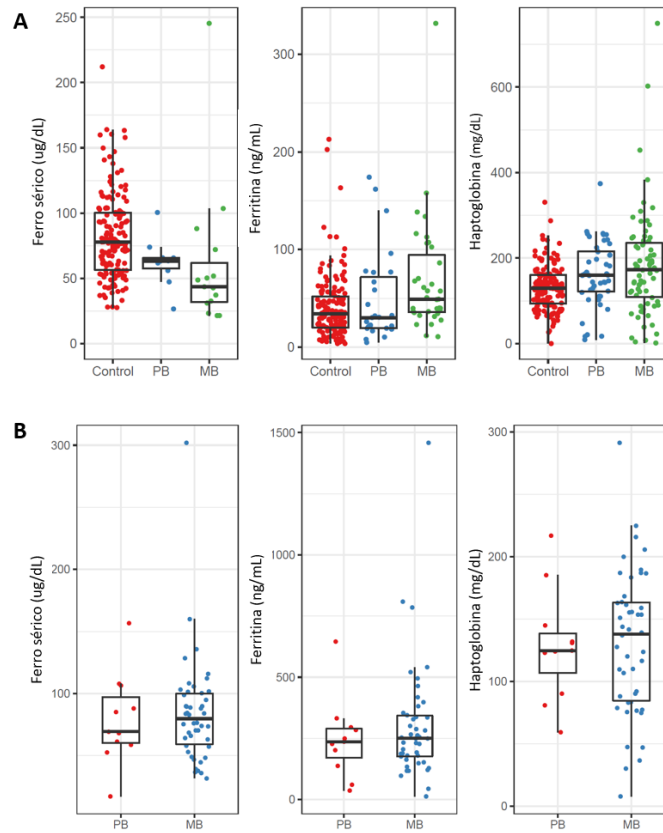 A
Ferro sérico (ug/dL)
250
200
150
100
50
0
Control PB MB
Ferritina (ng/mL)
300
200
100
0
Control PB MB
Haptoglobina (mg/dL)
600
400
200
0
Control PB MB
B
Ferro sérico (ug/dL)
300
200
100
PB MB
Ferritina (ng/mL)
1500
1000
500
0
PB MB
Haptoglobina (mg/dL)
300
200
100
0
PB MB